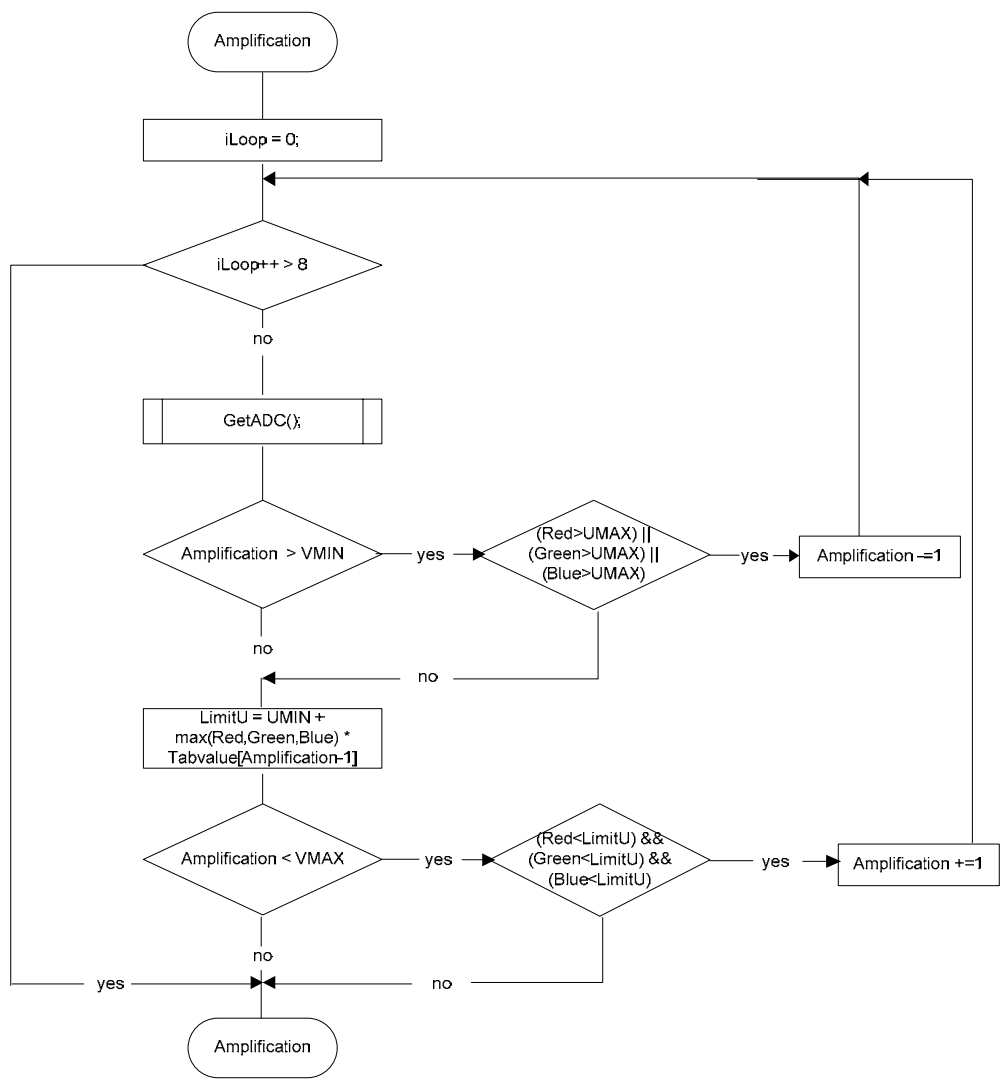 Amplification
iLoop = 0;
iLoop++ > 8
no
GetADC();
Amplification > VMIN
yes
(Red>UMAX) ||
(Green>UMAX) ||
(Blue>UMAX)
yes
Amplification -=1
no
no
LimitU = UMIN +
max(Red,Green,Blue) *
Tabvalue[Amplification-1]
Amplification < VMAX
yes
(Red<LimitU) &&
(Green<LimitU) &&
(Blue<LimitU)
yes
Amplification +=1
no
yes
no
Amplification